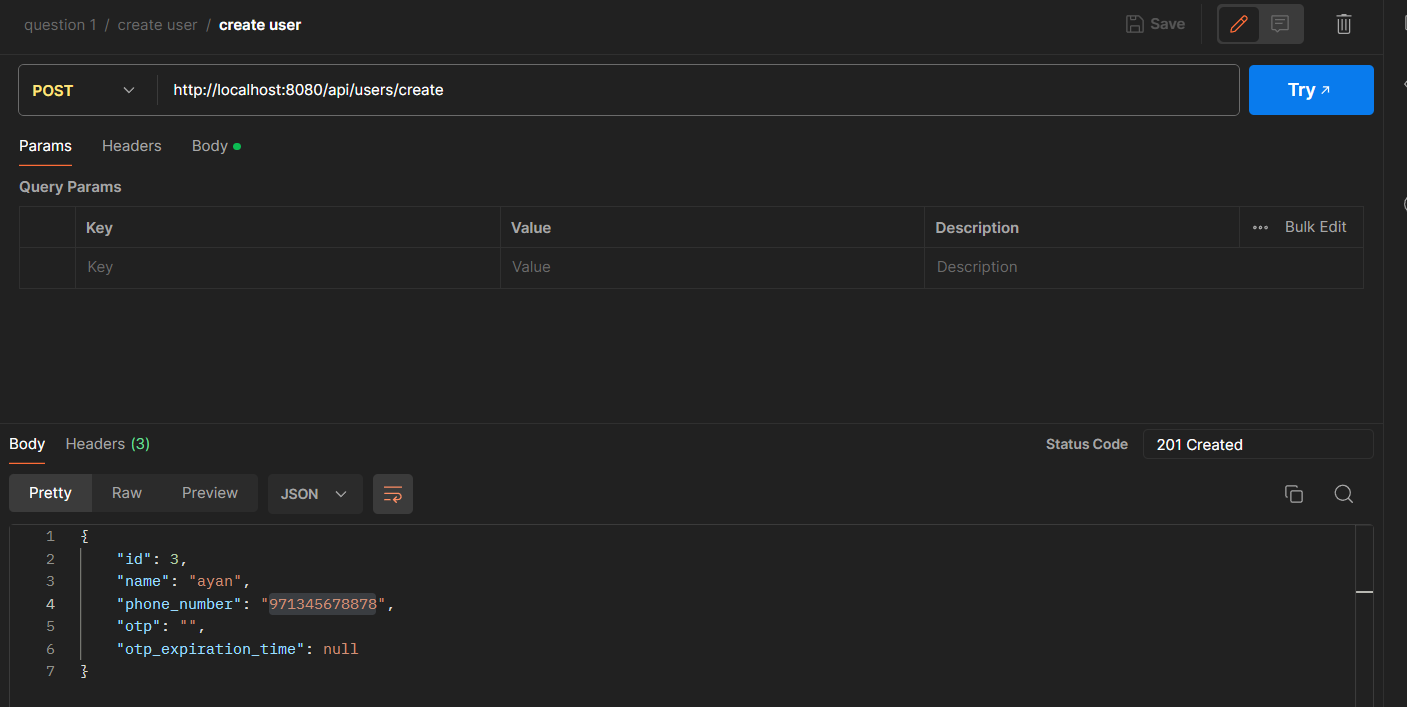 question 1 / create user / create user
Save
POST
http://localhost:8080/api/users/create
Try ↗
Params Headers Body
Query Params
Key Value Description ••• Bulk Edit
Key Value Description
Body Headers (3)
Status Code 201 Created
Pretty Raw Preview JSON
1 {
2 "id": 3,
3 "name": "ayan",
4 "phone_number": "971345678878",
5 "otp": "",
6 "otp_expiration_time": null
7 }